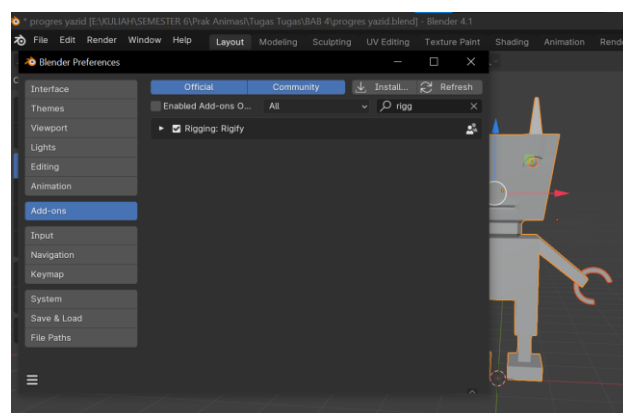 * progres yazid [E:\KULIAH\SEMESTER 6\Prak Animasi\Tugas Tugas\BAB 4\progres yazid.blend] - Blender 4.1
File Edit Render Window Help Layout Modeling Sculpting UV Editing Texture Paint Shading Animation Rend
Blender Preferences
Interface
Themes
Viewport
Lights
Editing
Animation
Add-ons
Input
Navigation
Keymap
System
Save & Load
File Paths
Official Community Install... Refresh
Enabled Add-ons O... All rigg
Rigging: Rigify